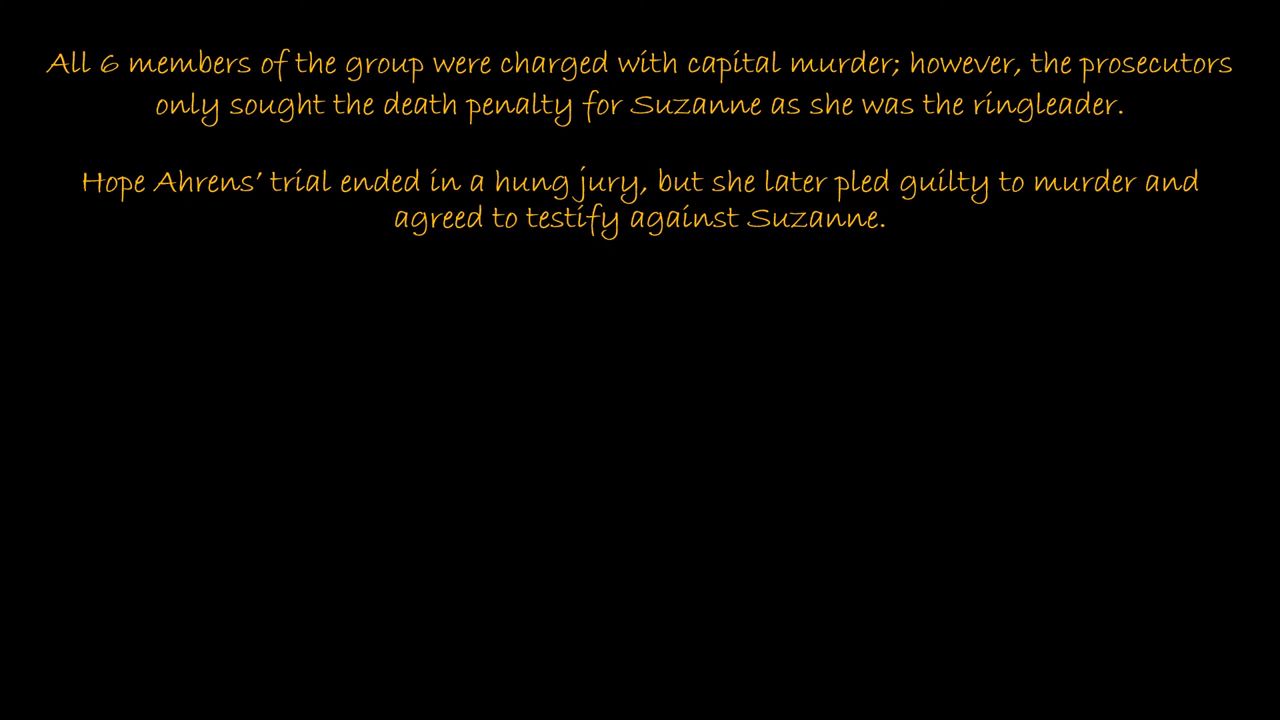 All 6 members of the group were charged with capital murder; however, the prosecutors
only sought the death penalty for Suzanne as she was the ringleader.
Hope Ahrens’ trial ended in a hung jury, but she later pled guilty to murder and
agreed to testify against Suzanne.